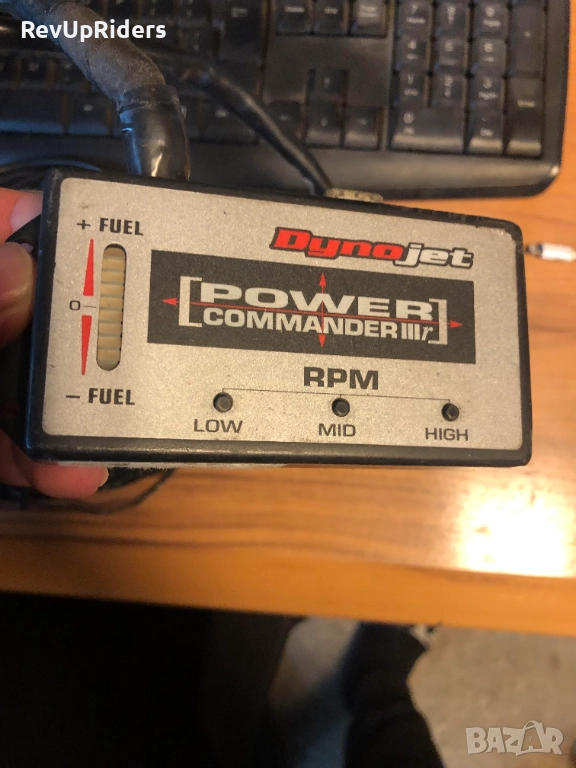 RevUpRiders
+ FUEL
Dynojet
0
[POWER
COMMANDER IIIr]
RPM
− FUEL
LOW MID HIGH
BAZAR